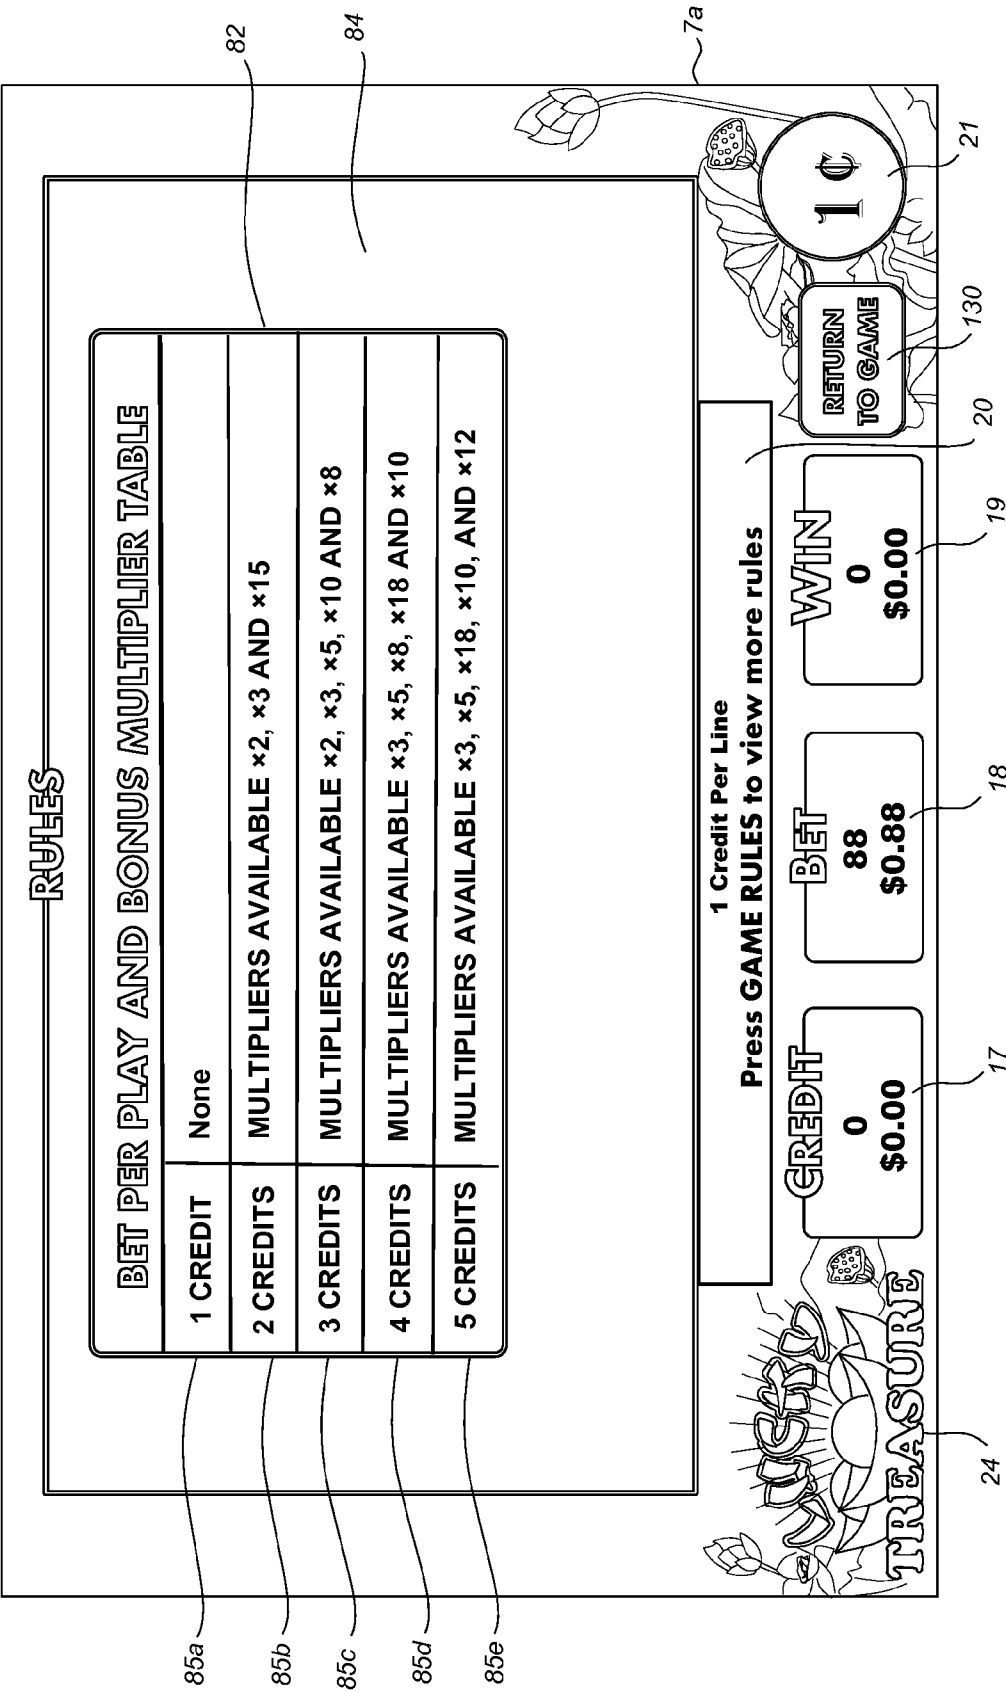 RULES
BET PER PLAY AND BONUS MULTIPLIER TABLE
1 CREDIT None
2 CREDITS MULTIPLIERS AVAILABLE ×2, ×3 AND ×15
3 CREDITS MULTIPLIERS AVAILABLE ×2, ×3, ×5, ×10 AND ×8
4 CREDITS MULTIPLIERS AVAILABLE ×3, ×5, ×8, ×18 AND ×10
5 CREDITS MULTIPLIERS AVAILABLE ×3, ×5, ×18, ×10, AND ×12
85a
85b
85c
85d
85e
82
84
7a
1 Credit Per Line
Press GAME RULES to view more rules
LUCKY
TREASURE
CREDIT
0
$0.00
BET
88
$0.88
WIN
0
$0.00
RETURN
TO GAME
1¢
24
17
18
19
20
130
21